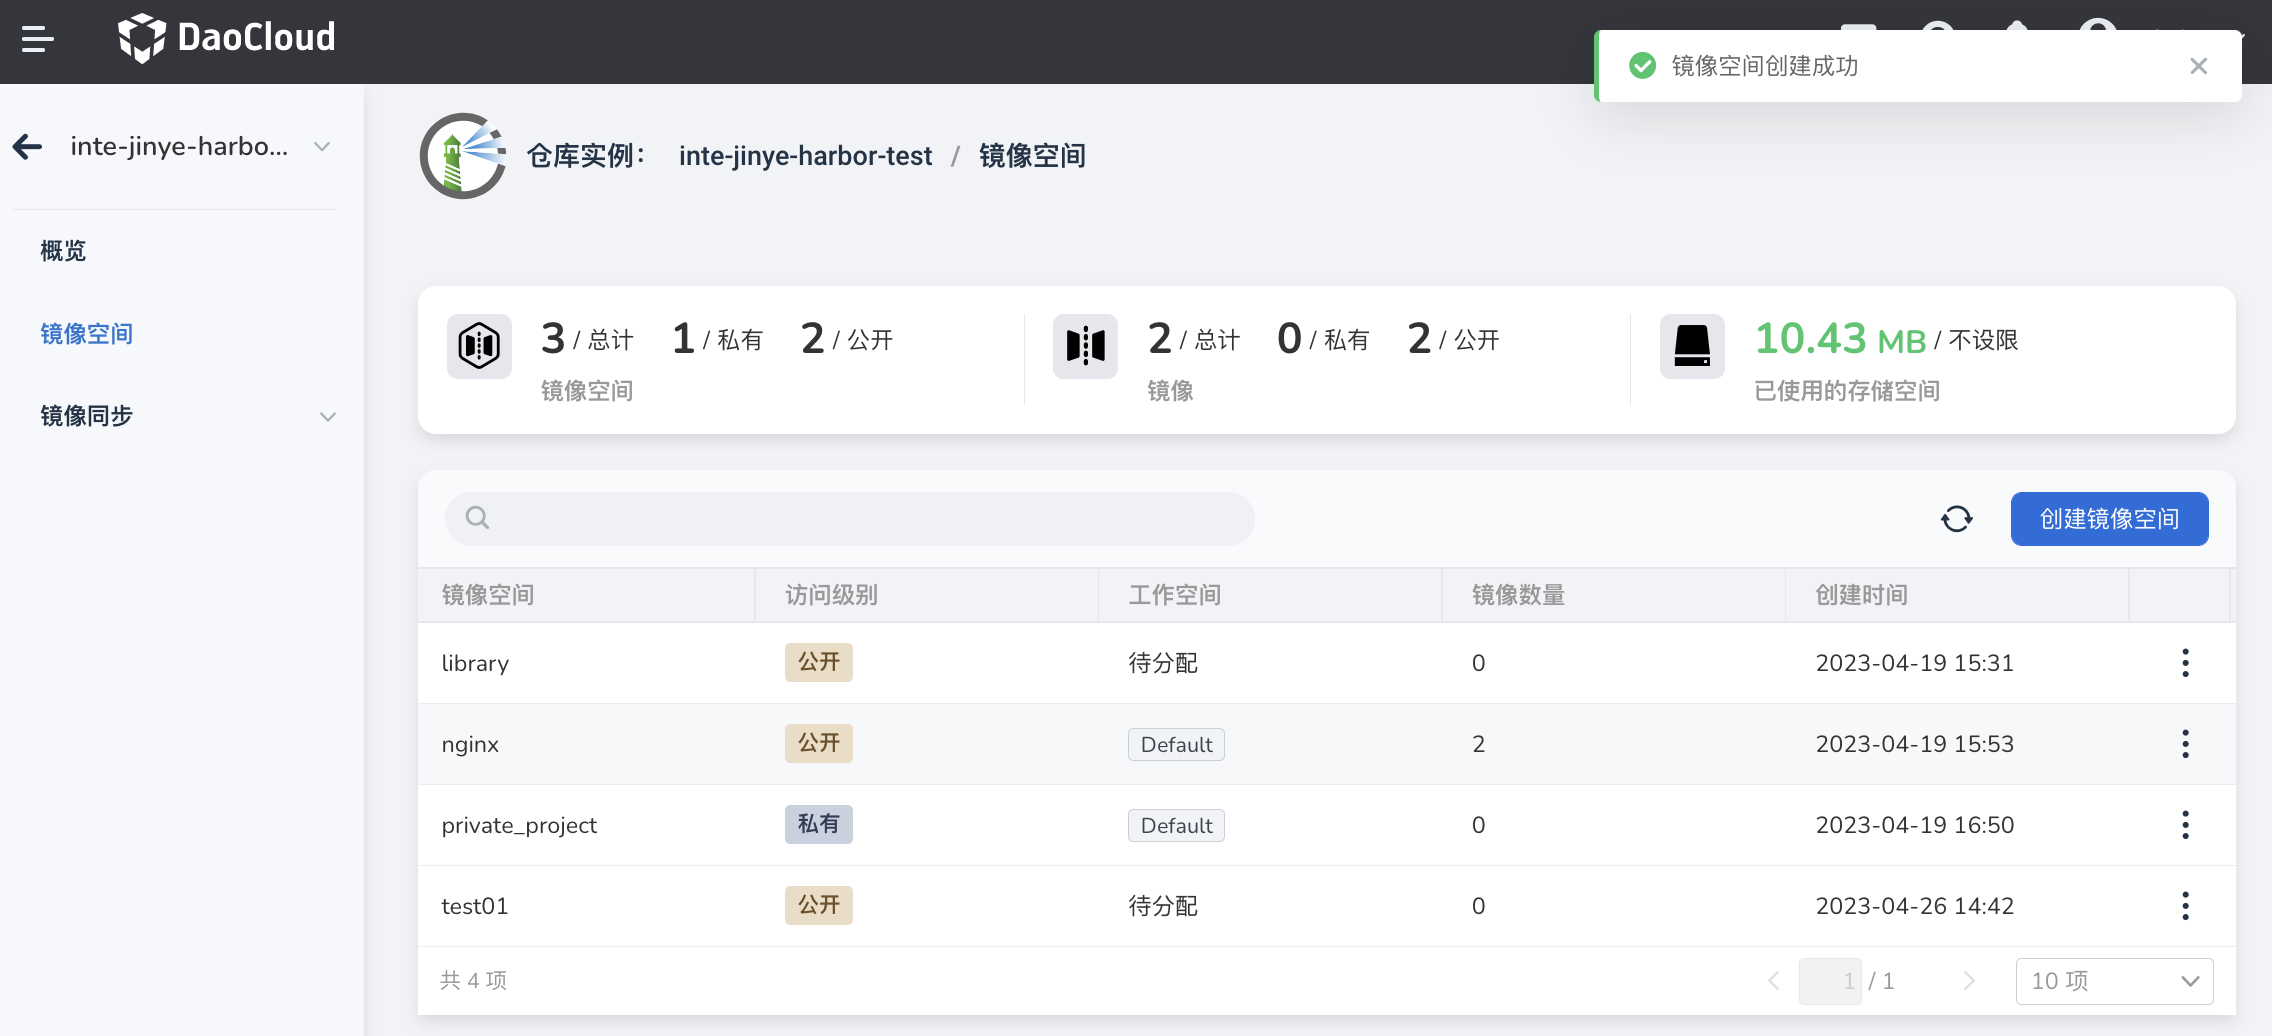 DaoCloud
镜像空间创建成功
inte-jinye-harbo...
仓库实例： inte-jinye-harbor-test / 镜像空间
概览
镜像空间
镜像同步
3 / 总计 1 / 私有 2 / 公开
镜像空间
2 / 总计 0 / 私有 2 / 公开
镜像
10.43 MB / 不设限
已使用的存储空间
创建镜像空间
镜像空间 访问级别 工作空间 镜像数量 创建时间
library 公开 待分配 0 2023-04-19 15:31
nginx 公开 Default 2 2023-04-19 15:53
private_project 私有 Default 0 2023-04-19 16:50
test01 公开 待分配 0 2023-04-26 14:42
共 4 项 1 / 1 10 项